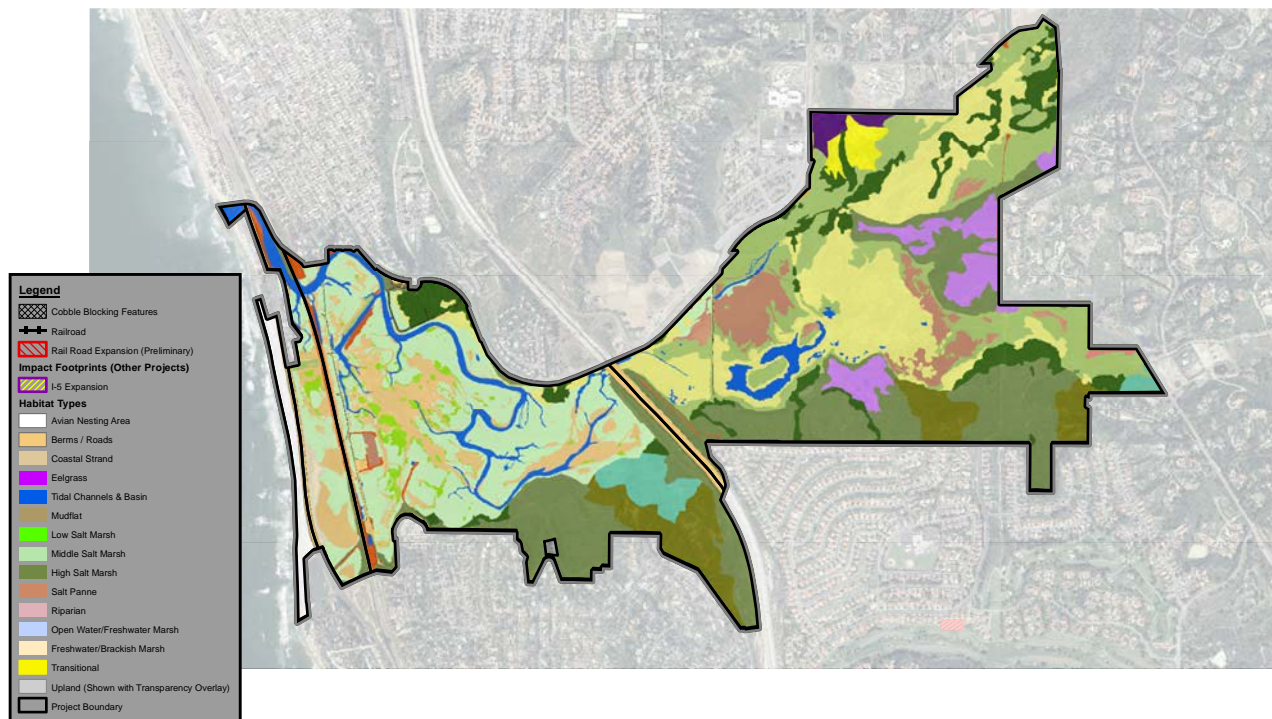 Legend
Cobble Blocking Features
Railroad
Rail Road Expansion (Preliminary)
Impact Footprints (Other Projects)
I-5 Expansion
Habitat Types
Avian Nesting Area
Berms / Roads
Coastal Strand
Eelgrass
Tidal Channels & Basin
Mudflat
Low Salt Marsh
Middle Salt Marsh
High Salt Marsh
Salt Panne
Riparian
Open Water/Freshwater Marsh
Freshwater/Brackish Marsh
Transitional
Upland (Shown with Transparency Overlay)
Project Boundary